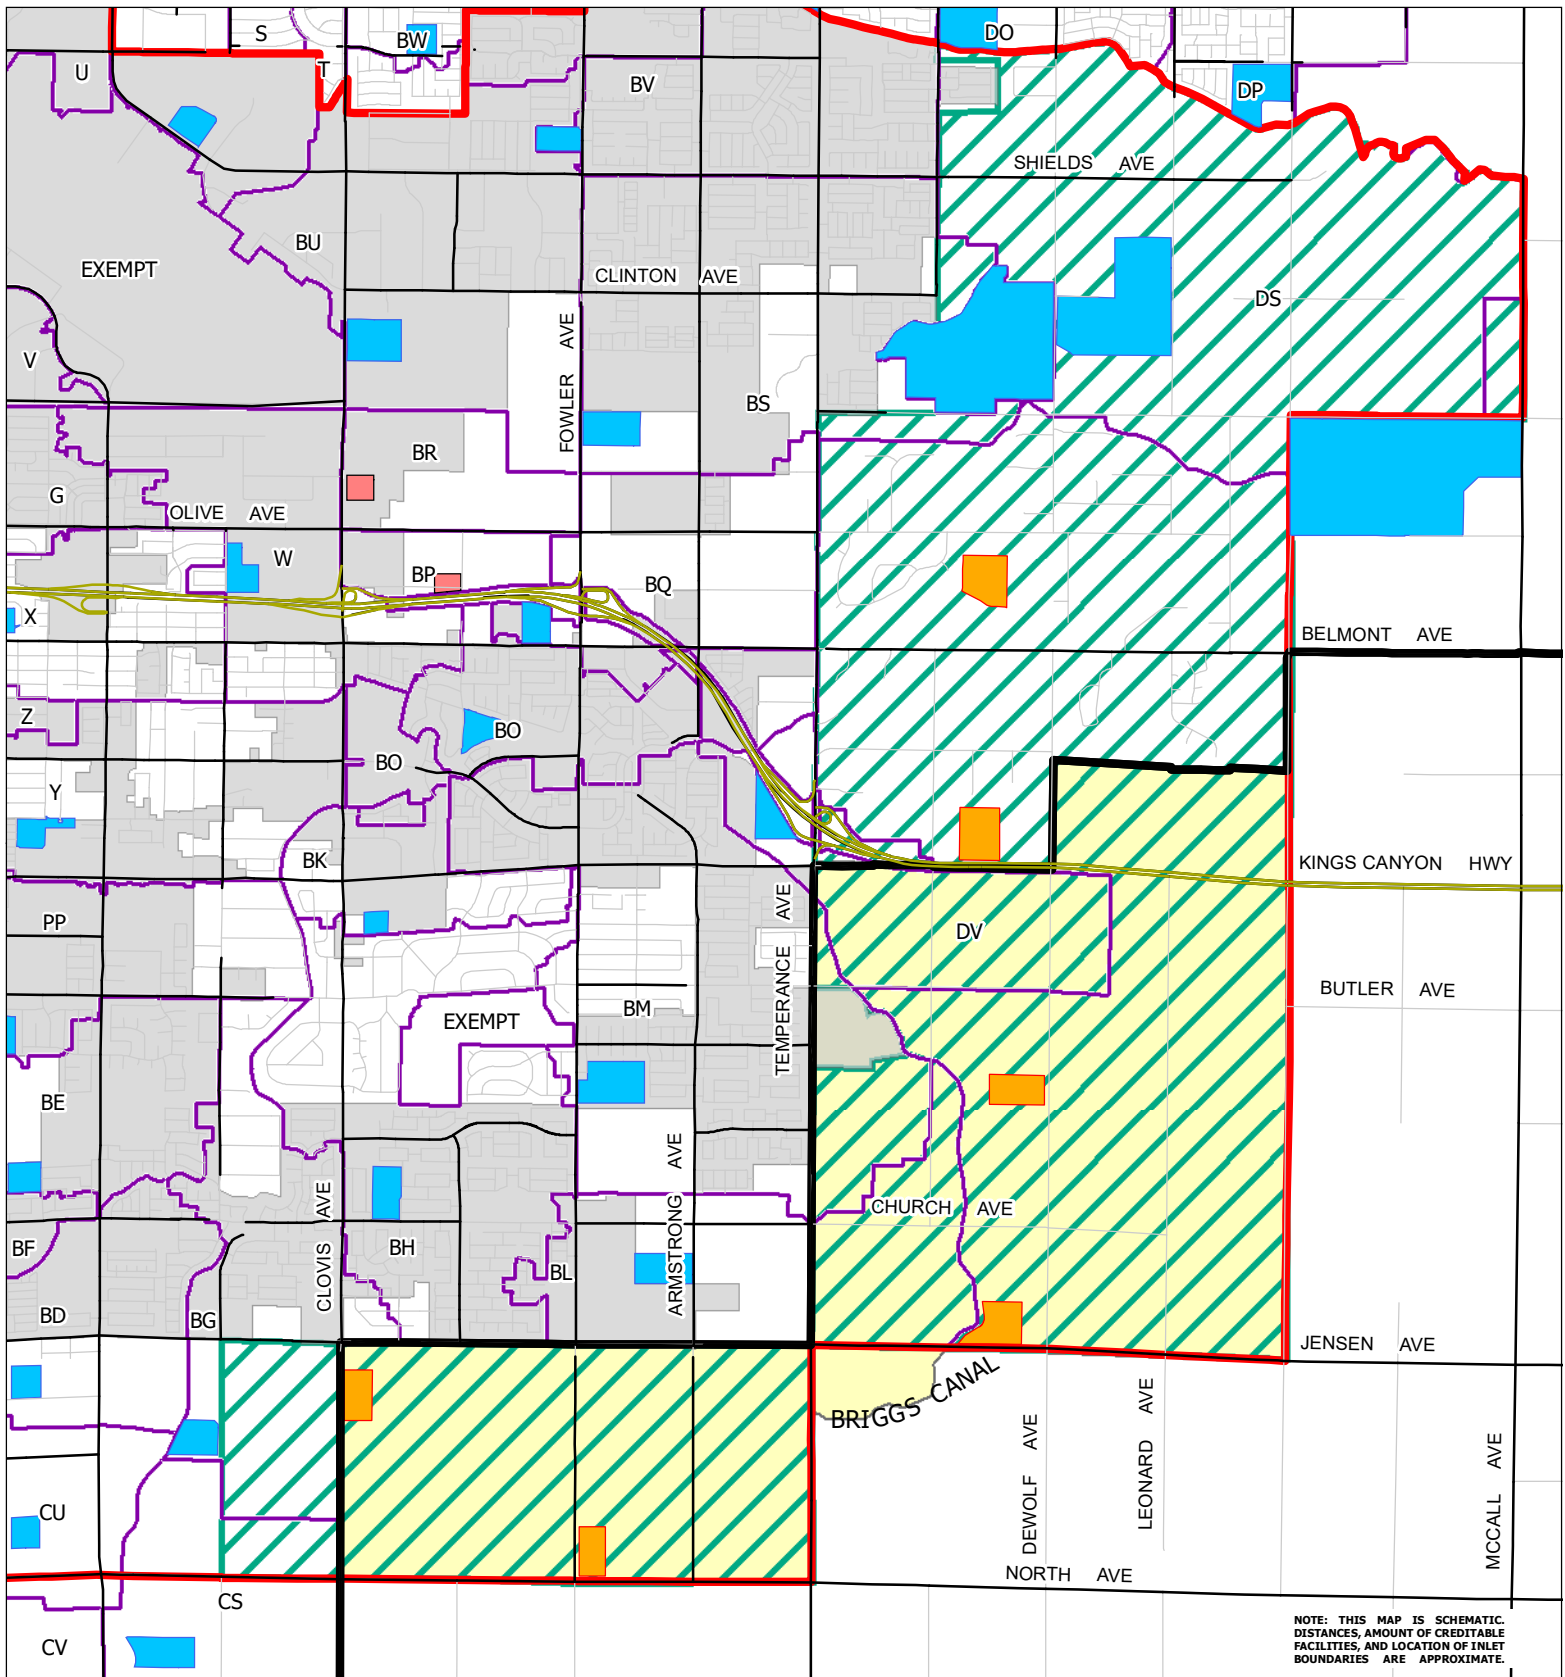 S
BW
DO
U
T
BV
DP
SHIELDS AVE
BU
EXEMPT
CLINTON AVE
DS
FOWLER AVE
V
BS
BR
G
OLIVE AVE
W
BP
BQ
X
BELMONT AVE
Z
BO
BO
Y
BK
KINGS CANYON HWY
PP
TEMPERANCE AVE
DV
BUTLER AVE
EXEMPT
BM
BE
ARMSTRONG AVE
CLOVIS AVE
CHURCH AVE
BF
BH
BL
BD
BG
JENSEN AVE
BRIGGS CANAL
DEWOLF AVE
LEONARD AVE
MCCALL AVE
CU
NORTH AVE
CS
CV
NOTE: THIS MAP IS SCHEMATIC.
DISTANCES, AMOUNT OF CREDITABLE
FACILITIES, AND LOCATION OF INLET
BOUNDARIES ARE APPROXIMATE.